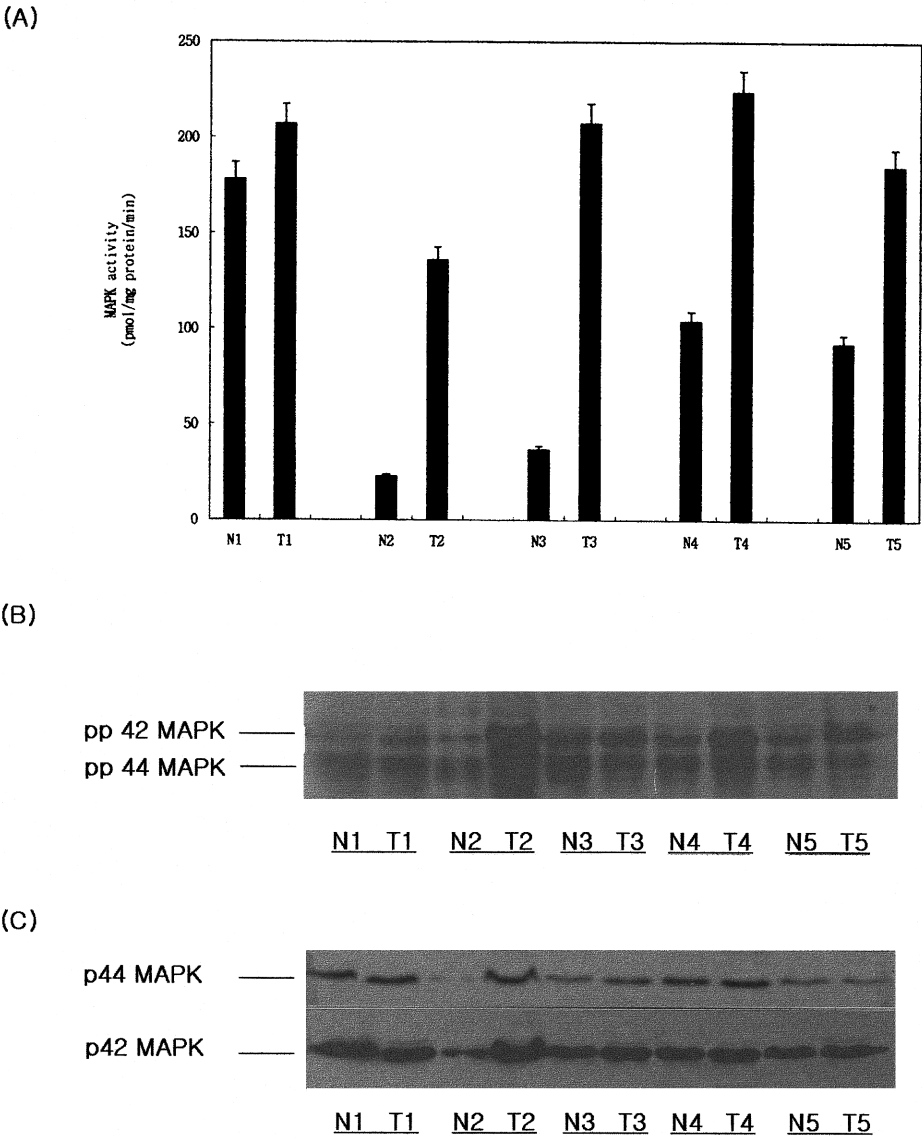 (A)
250
200
150
100
50
0
MAPK activity
(pmol/mg protein/min)
N1 T1 N2 T2 N3 T3 N4 T4 N5 T5
(B)
pp 42 MAPK
pp 44 MAPK
N1 T1 N2 T2 N3 T3 N4 T4 N5 T5
(C)
p44 MAPK
p42 MAPK
N1 T1 N2 T2 N3 T3 N4 T4 N5 T5